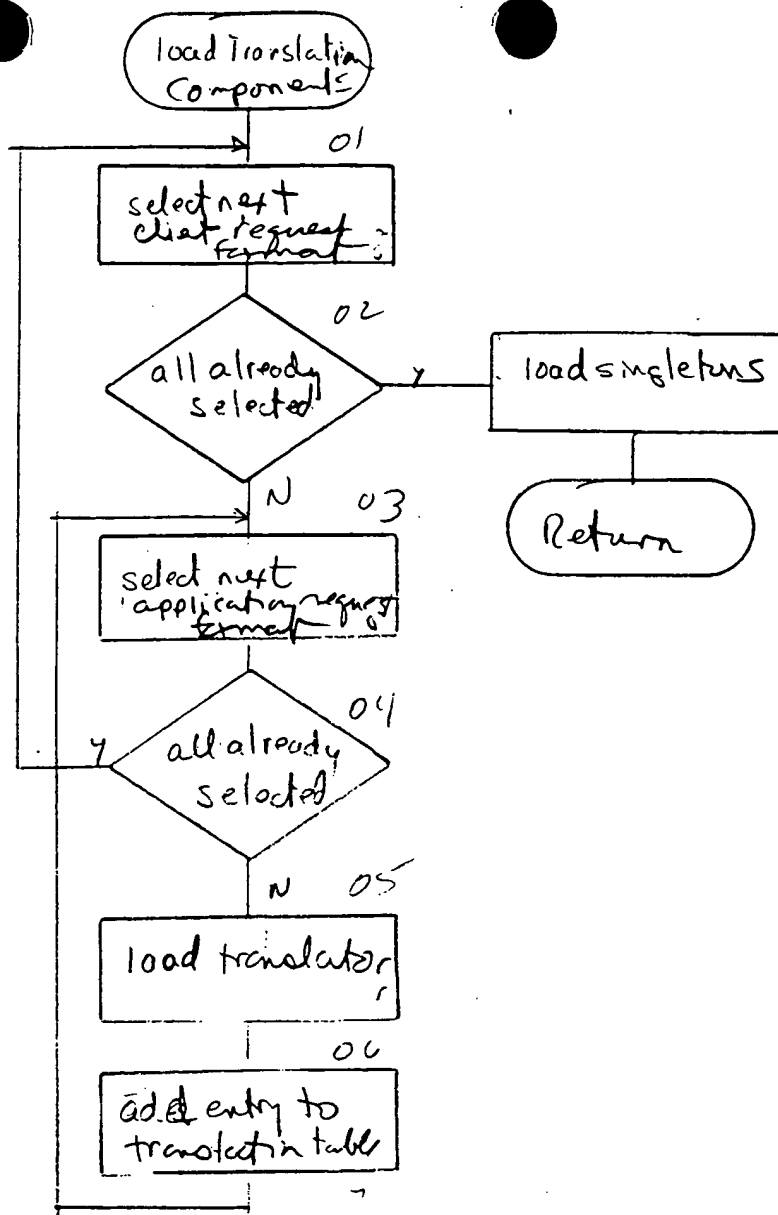 load Translation
Components
01
select next
client request
format
02
all already
selected
Y
load singletons
Return
N
03
select next
application request
format
04
all already
selected
Y
N
05
load translator
06
add entry to
translation table